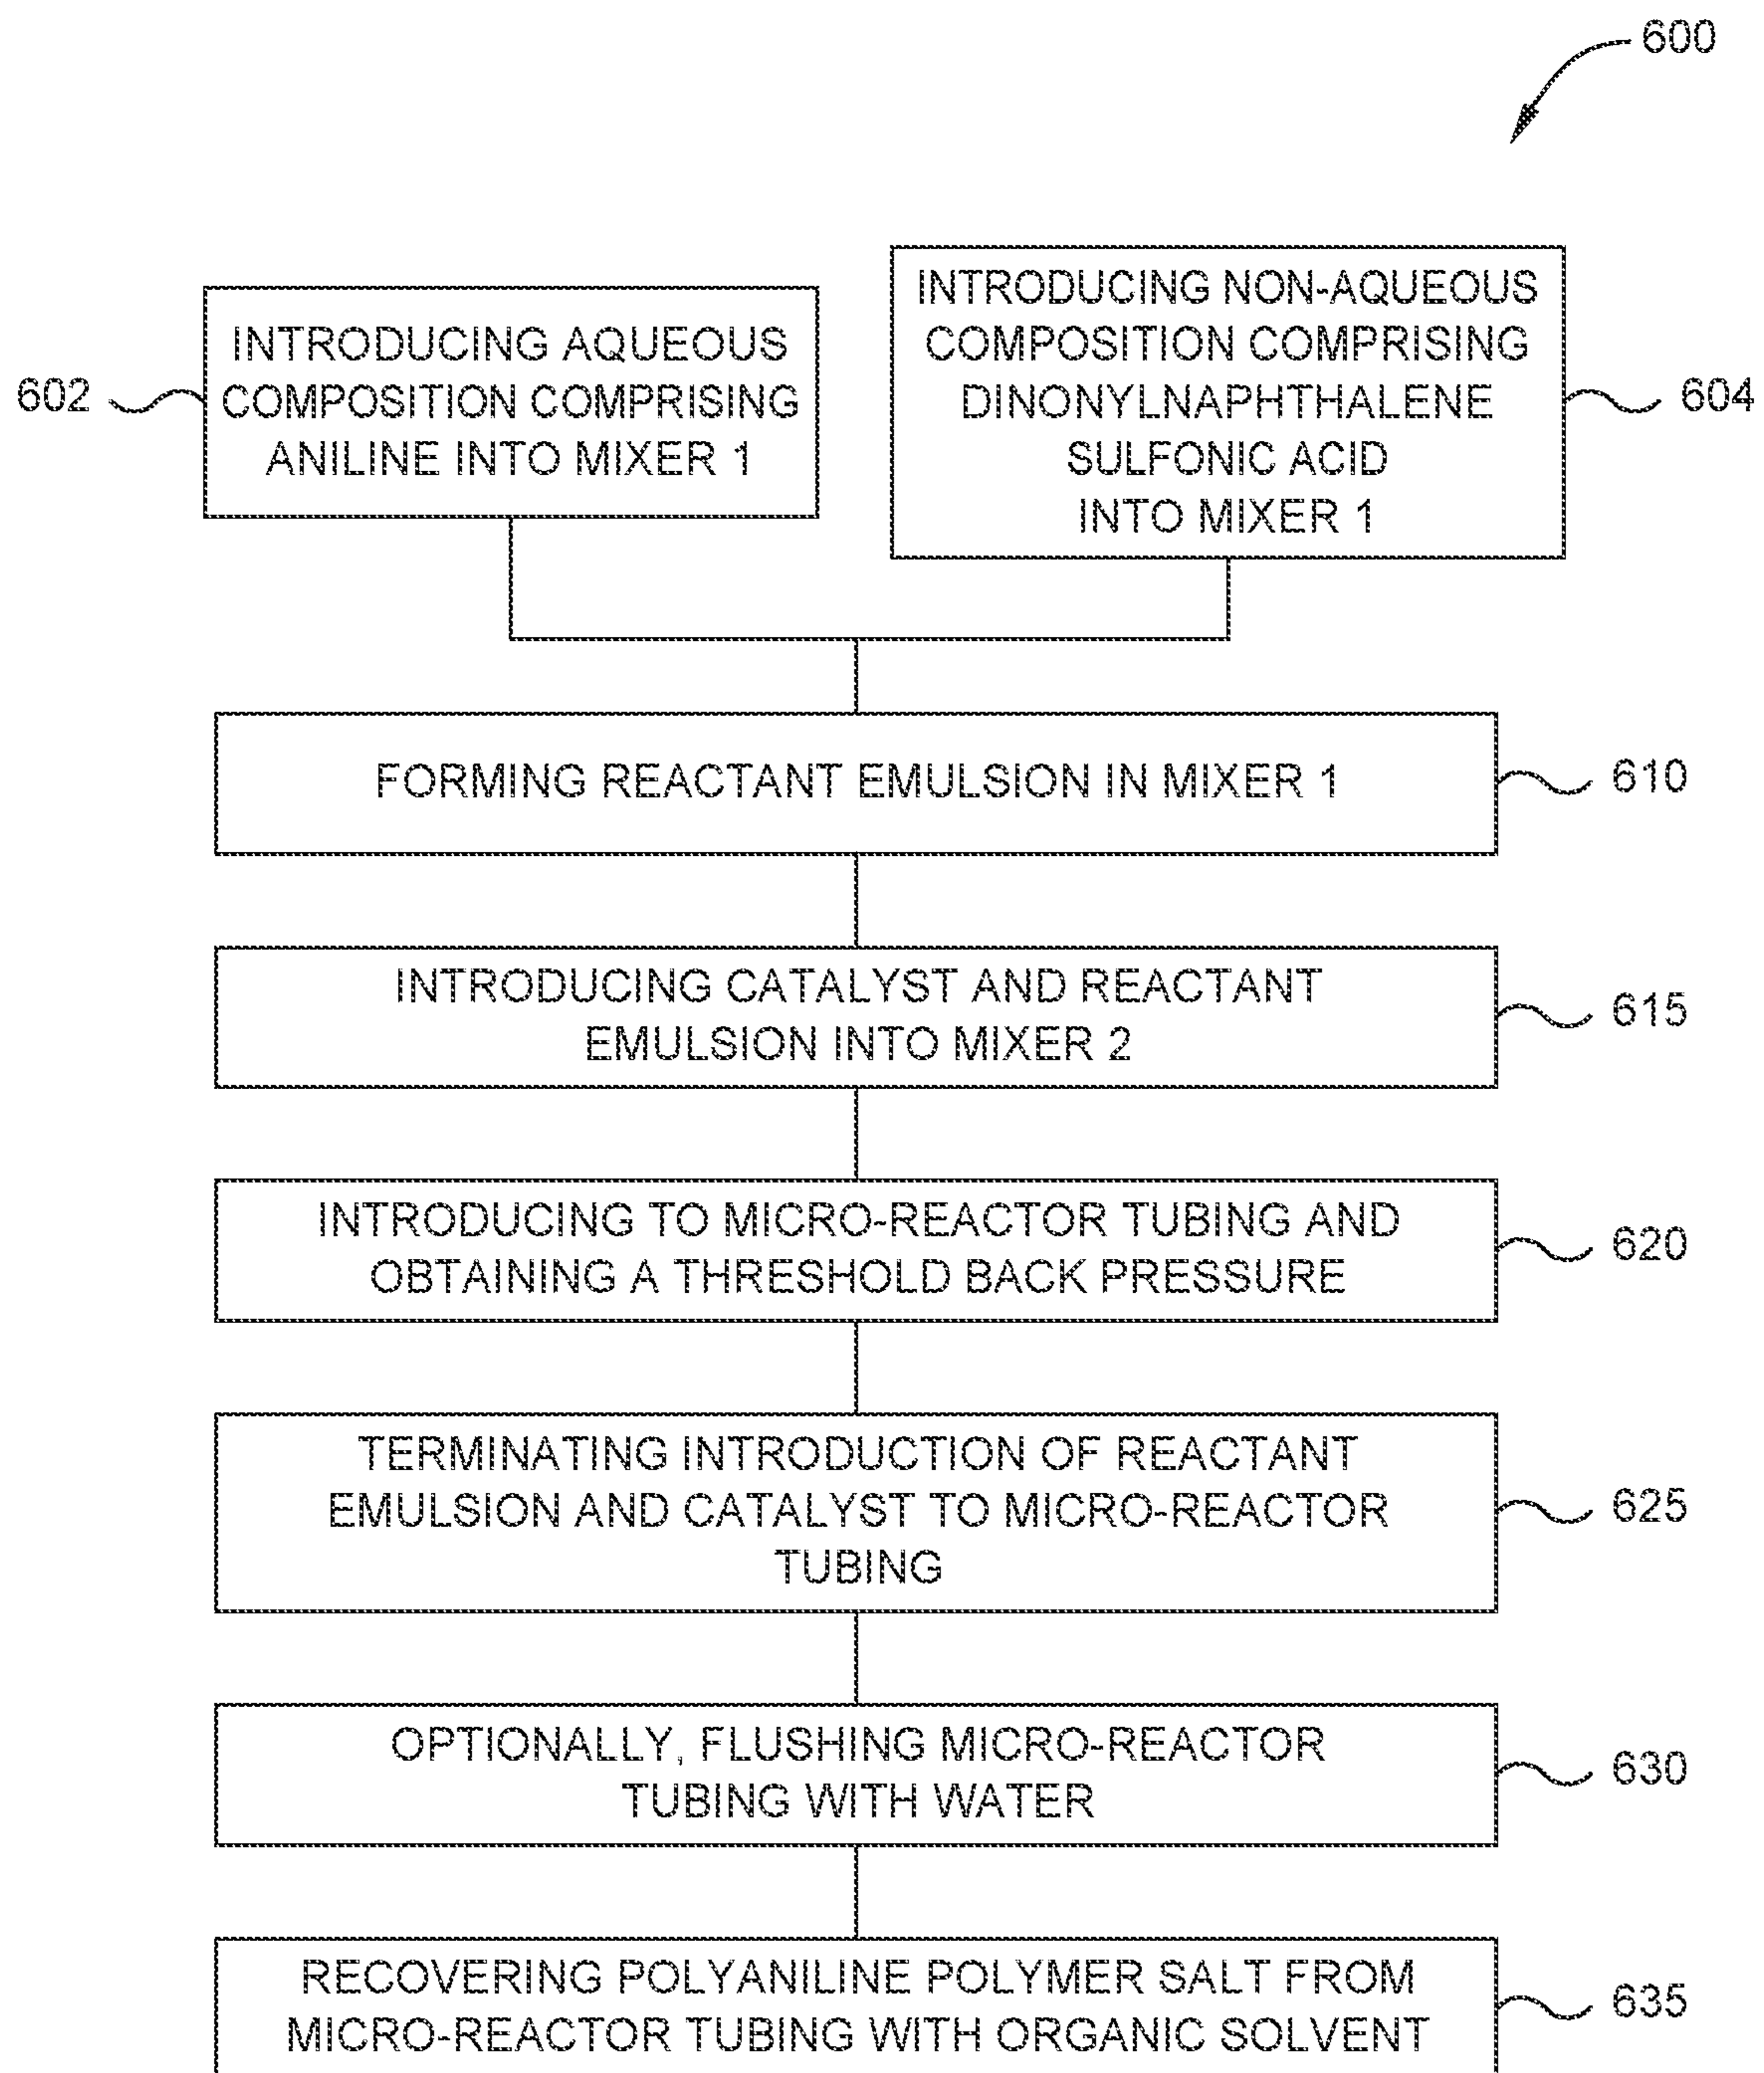 600
602
INTRODUCING AQUEOUS
COMPOSITION COMPRISING
ANILINE INTO MIXER 1
INTRODUCING NON-AQUEOUS
COMPOSITION COMPRISING
DINONYLNAPHTHALENE
SULFONIC ACID
INTO MIXER 1
604
FORMING REACTANT EMULSION IN MIXER 1
610
INTRODUCING CATALYST AND REACTANT
EMULSION INTO MIXER 2
615
INTRODUCING TO MICRO-REACTOR TUBING AND
OBTAINING A THRESHOLD BACK PRESSURE
620
TERMINATING INTRODUCTION OF REACTANT
EMULSION AND CATALYST TO MICRO-REACTOR
TUBING
625
OPTIONALLY, FLUSHING MICRO-REACTOR
TUBING WITH WATER
630
RECOVERING POLYANILINE POLYMER SALT FROM
MICRO-REACTOR TUBING WITH ORGANIC SOLVENT
635